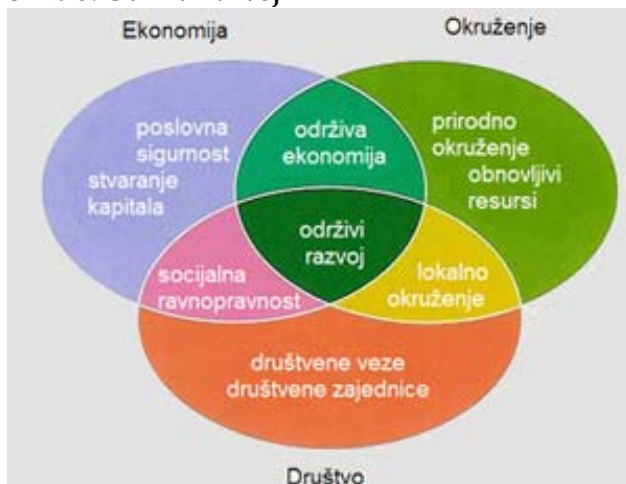 Ekonomija
Okruženje
poslovna
sigurnost
stvaranje
kapitala
održiva
ekonomija
prirodno
okruženje
obnovljivi
resursi
održivi
razvoj
socijalna
ravnopravnost
lokalno
okruženje
društvene veze
društvene zajednice
Društvo